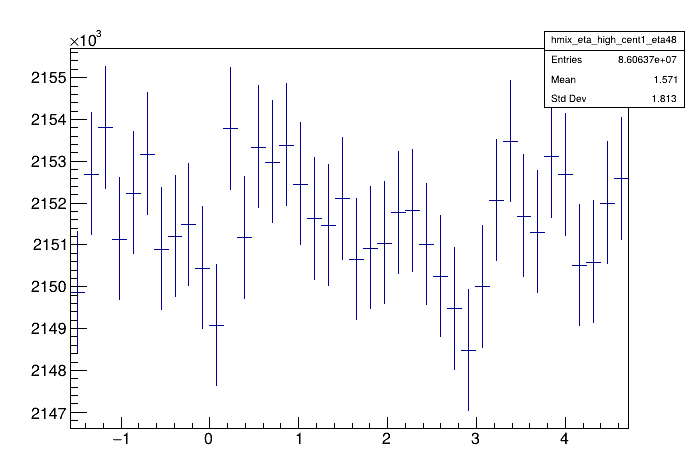 ×10³
hmix_eta_high_cent1_eta48
Entries 8.60637e+07
Mean 1.571
Std Dev 1.813
2155
2154
2153
2152
2151
2150
2149
2148
2147
−1 0 1 2 3 4